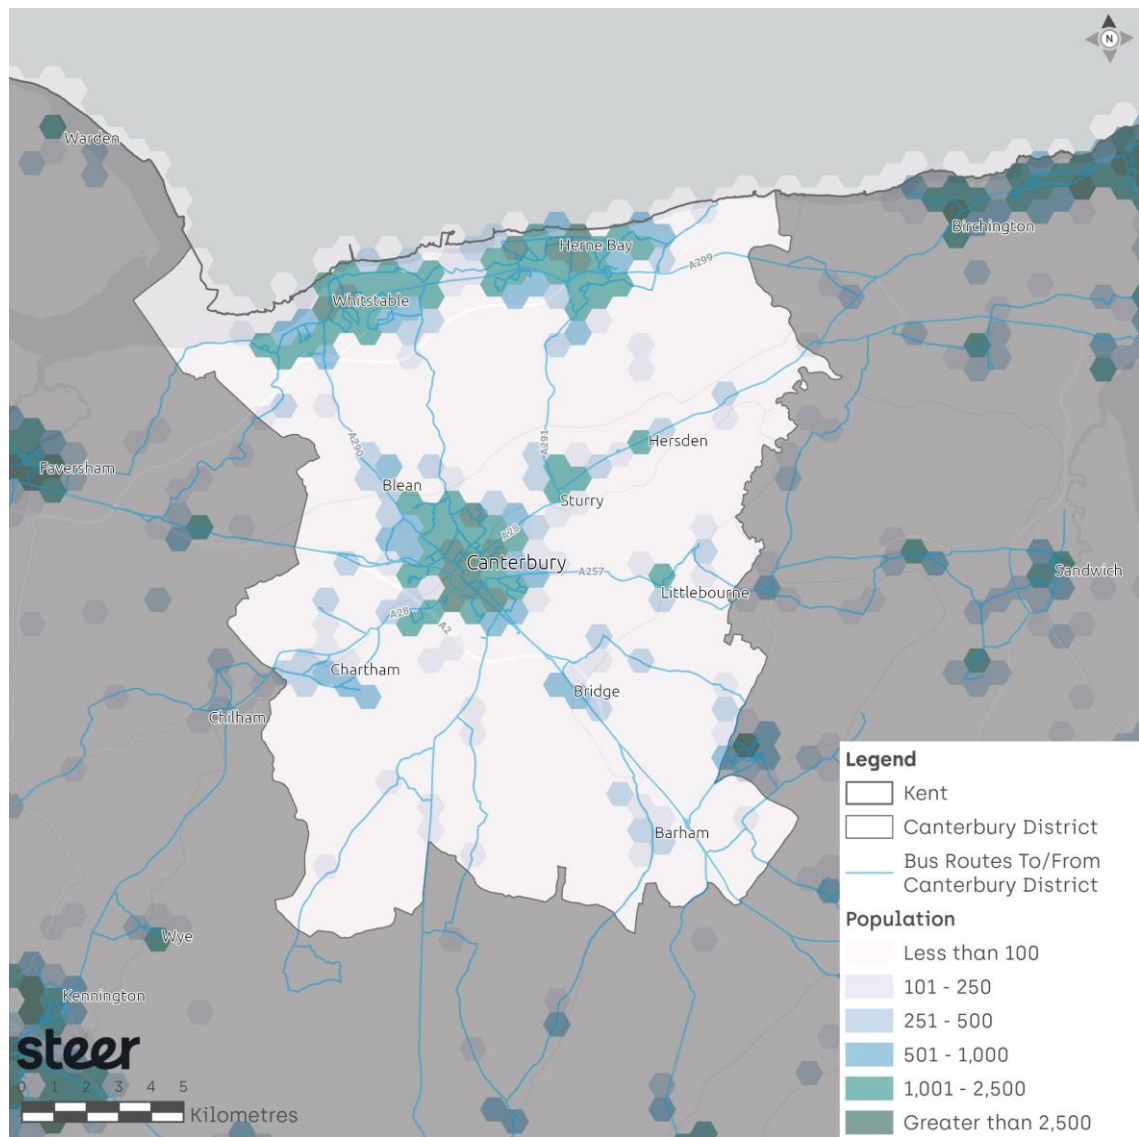 N
Warden
Birchington
Herne Bay
A299
Whitstable
Hersden
A290
A291
Faversham
Blean
Sturry
A28
Canterbury
A257
Sandwich
Littlebourne
A28
A2
Chartham
Bridge
Chilham
Barham
Wye
Kennington
Legend
Kent
Canterbury District
Bus Routes To/From
Canterbury District
Population
Less than 100
101 - 250
251 - 500
501 - 1,000
1,001 - 2,500
Greater than 2,500
steer
0 1 2 3 4 5
Kilometres